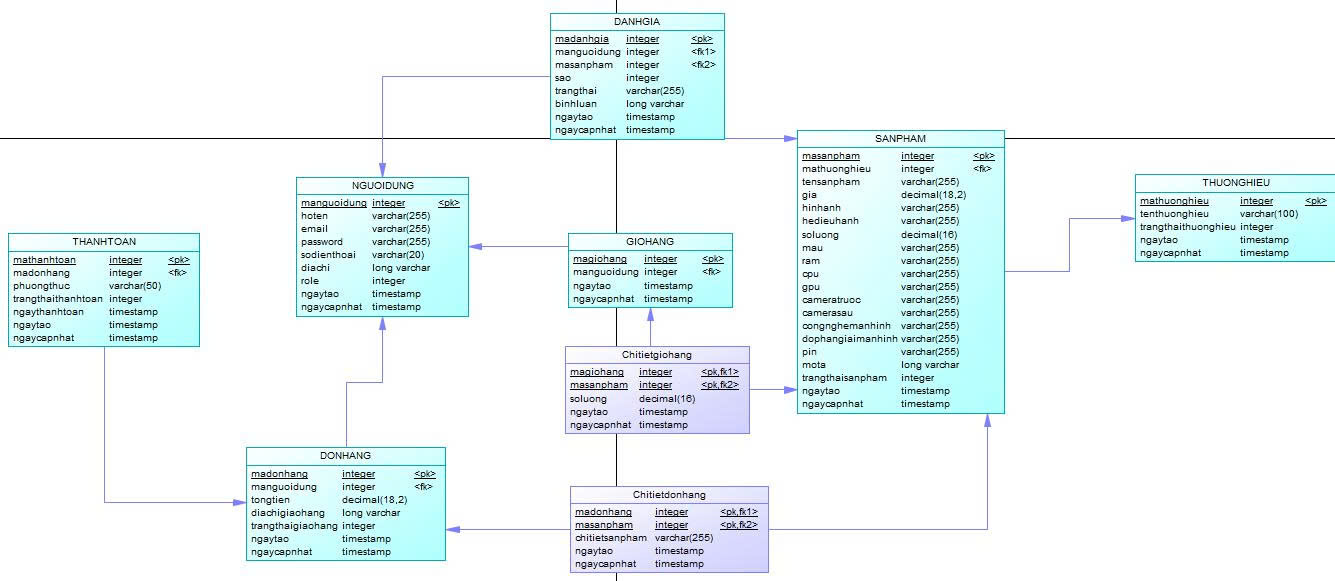 DANHGIA
madanhgia integer <pk>
manguoidung integer <fk1>
masanpham integer <fk2>
sao integer
trangthai varchar(255)
binhluan long varchar
ngaytao timestamp
ngaycapnhat timestamp
SANPHAM
masanpham integer <pk>
mathuonghieu integer <fk>
tensanpham varchar(255)
gia decimal(18,2)
hinhanh varchar(255)
hedieuhanh varchar(255)
soluong decimal(16)
mau varchar(255)
ram varchar(255)
cpu varchar(255)
gpu varchar(255)
cameratruoc varchar(255)
camerasau varchar(255)
congnghemanhinh varchar(255)
dophangiaimanhinh varchar(255)
pin varchar(255)
mota long varchar
trangthaisanpham integer
ngaytao timestamp
ngaycapnhat timestamp
THUONGHIEU
mathuonghieu integer <pk>
tenthuonghieu varchar(100)
trangthaithuonghieu integer
ngaytao timestamp
ngaycapnhat timestamp
NGUOIDUNG
manguoidung integer <pk>
hoten varchar(255)
email varchar(255)
password varchar(255)
sodienthoai varchar(20)
diachi long varchar
role integer
ngaytao timestamp
ngaycapnhat timestamp
THANHTOAN
mathanhtoan integer <pk>
madonhang integer <fk>
phuongthuc varchar(50)
trangthaithanhtoan integer
ngaythantoan timestamp
ngaytao timestamp
ngaycapnhat timestamp
GIOHANG
magiohang integer <pk>
manguoidung integer <fk>
ngaytao timestamp
ngaycapnhat timestamp
Chitietgiohang
magiohang integer <pk,fk1>
masanpham integer <pk,fk2>
soluong decimal(16)
ngaytao timestamp
ngaycapnhat timestamp
DONHANG
madonhang integer <pk>
manguoidung integer <fk>
tongtien decimal(18,2)
diachigiaohang long varchar
trangthaigiaohang integer
ngaytao timestamp
ngaycapnhat timestamp
Chitietdonhang
madonhang integer <pk,fk1>
masanpham integer <pk,fk2>
chitietsanpham varchar(255)
ngaytao timestamp
ngaycapnhat timestamp